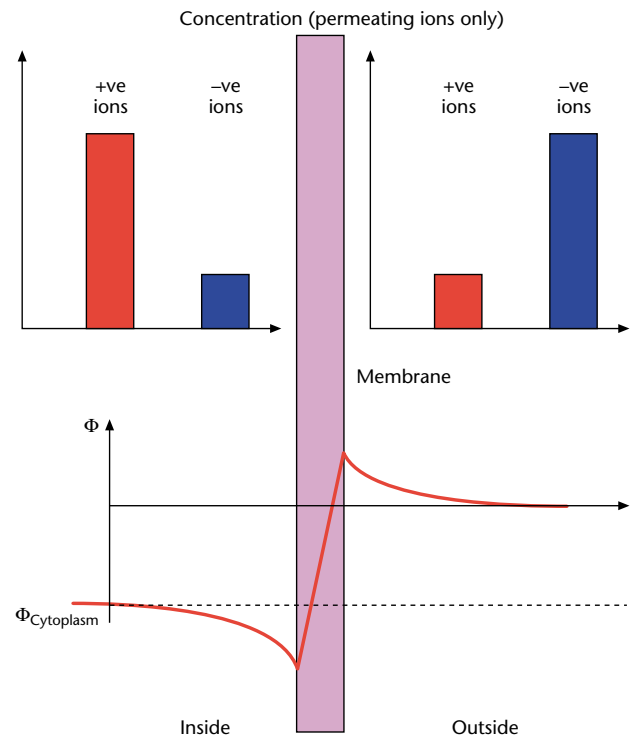 Concentration (permeating ions only)
+ve
ions
–ve
ions
+ve
ions
–ve
ions
Membrane
Φ
ΦCytoplasm
Inside
Outside